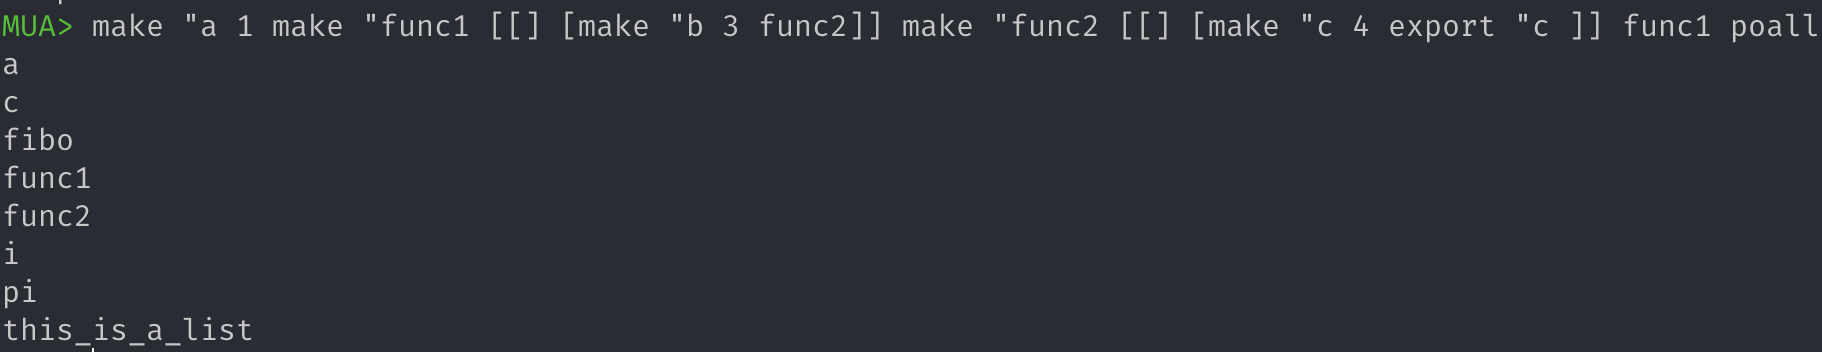 MUA> make "a 1 make "func1 [[] [make "b 3 func2]] make "func2 [[] [make "c 4 export "c ]] func1 poall
a
c
fibo
func1
func2
i
pi
this_is_a_list